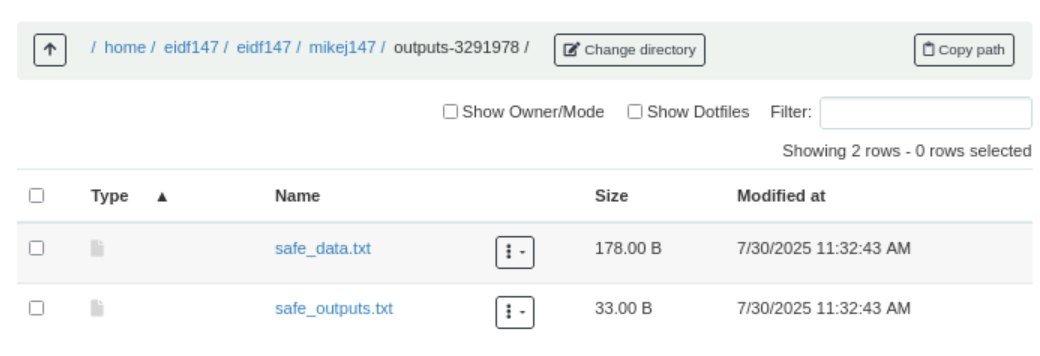 / home / eidf147 / eidf147 / mikej147 / outputs-3291978 / Change directory Copy path
Show Owner/Mode Show Dotfiles Filter:
Showing 2 rows - 0 rows selected
Type ▲ Name Size Modified at
safe_data.txt 178.00 B 7/30/2025 11:32:43 AM
safe_outputs.txt 33.00 B 7/30/2025 11:32:43 AM